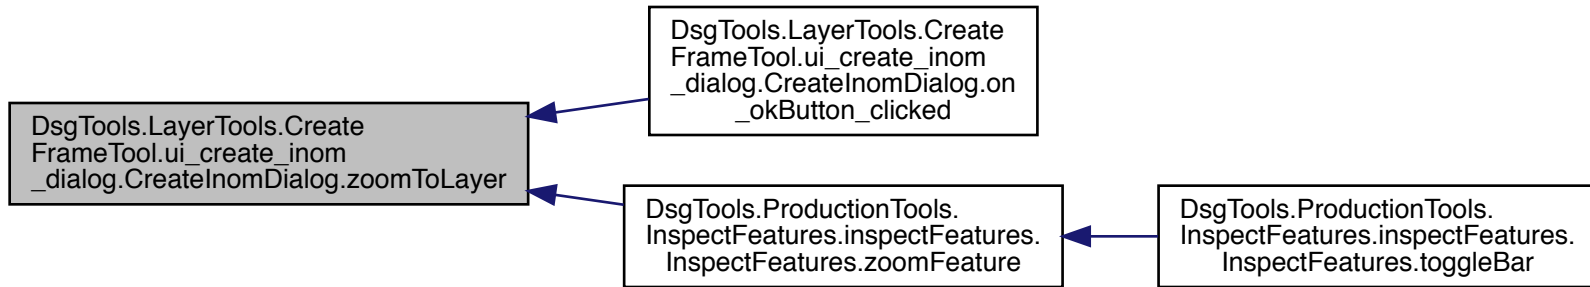 DsgTools.LayerTools.Create
FrameTool.ui_create_inom
_dialog.CreateInomDialog.zoomToLayer
DsgTools.LayerTools.Create
FrameTool.ui_create_inom
_dialog.CreateInomDialog.on
_okButton_clicked
DsgTools.ProductionTools.
InspectFeatures.inspectFeatures.
InspectFeatures.zoomFeature
DsgTools.ProductionTools.
InspectFeatures.inspectFeatures.
InspectFeatures.toggleBar